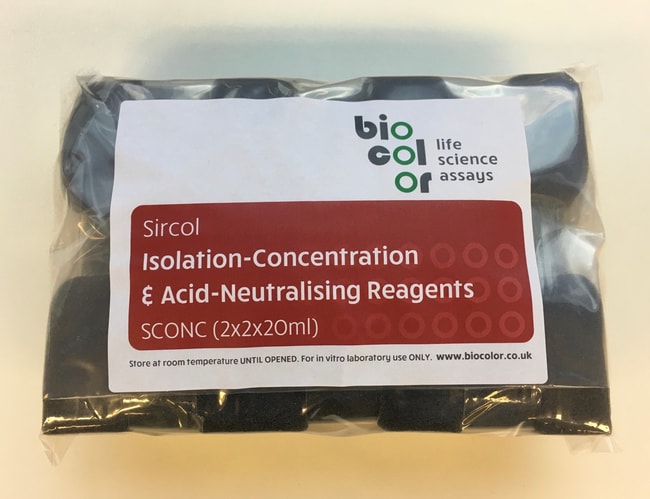 bio
col
or
life
science
assays
Sircol
Isolation-Concentration
& Acid-Neutralising Reagents
SCONC (2x2x20ml)
Store at room temperature UNTIL OPENED. For in vitro laboratory use ONLY. www.biocolor.co.uk